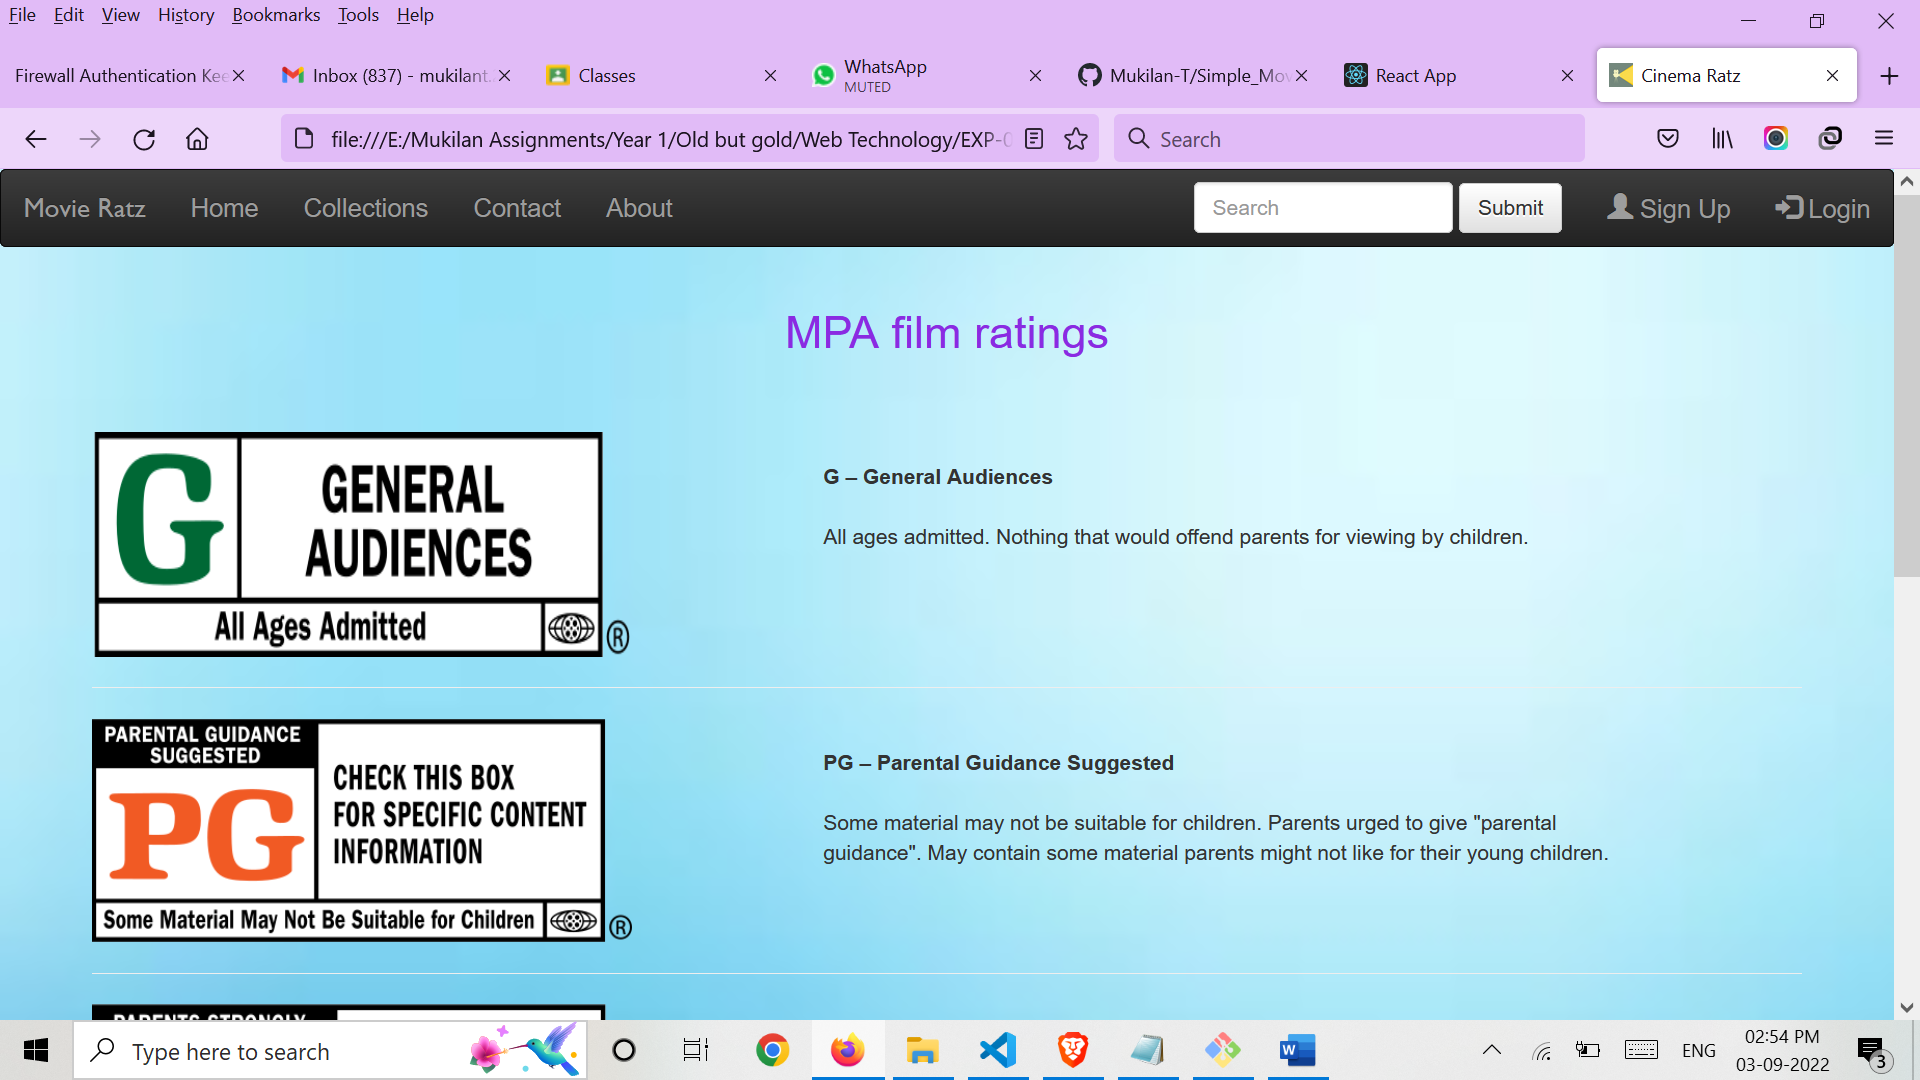 File Edit View History Bookmarks Tools Help
Firewall Authentication Kee
Inbox (837) - mukilant.
Classes
WhatsApp
MUTED
Mukilan-T/Simple_Mov
React App
Cinema Ratz
file:///E:/Mukilan Assignments/Year 1/Old but gold/Web Technology/EXP-0
Search
Movie Ratz Home Collections Contact About Search Submit Sign Up Login
MPA film ratings
G
GENERAL
AUDIENCES
All Ages Admitted
®
G – General Audiences
All ages admitted. Nothing that would offend parents for viewing by children.
PARENTAL GUIDANCE
SUGGESTED
PG
CHECK THIS BOX
FOR SPECIFIC CONTENT
INFORMATION
Some Material May Not Be Suitable for Children
®
PG – Parental Guidance Suggested
Some material may not be suitable for children. Parents urged to give "parental
guidance". May contain some material parents might not like for their young children.
PARENTS STRONGLY
Type here to search
W
ENG
02:54 PM
03-09-2022
3